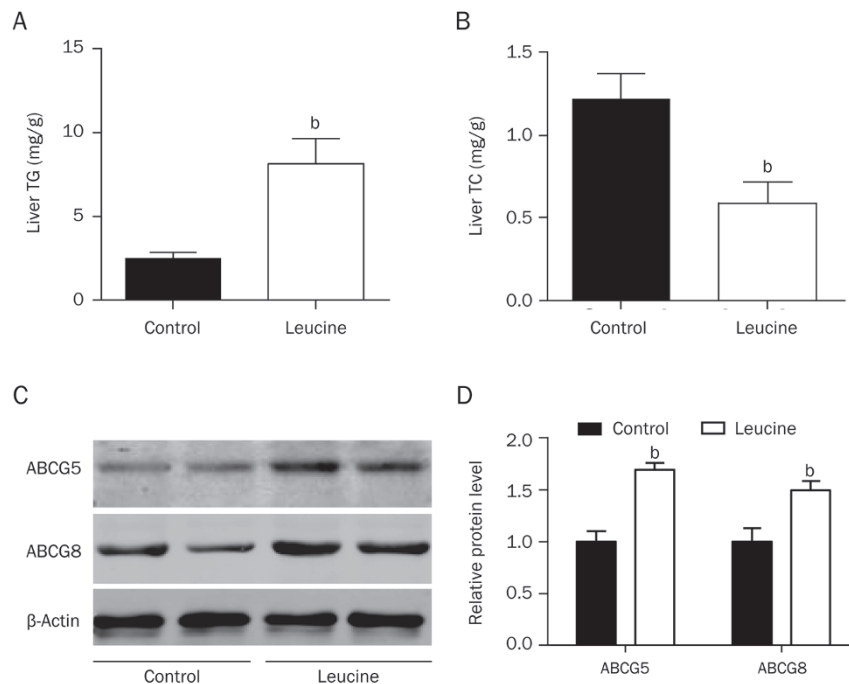 A
15
10
5
0
Liver TG (mg/g)
b
Control Leucine
B
1.5
1.0
0.5
0.0
Liver TC (mg/g)
b
Control Leucine
C
ABCG5
ABCG8
β-Actin
Control Leucine
D
Control Leucine
2.0
1.5
1.0
0.5
0.0
Relative protein level
b b
ABCG5 ABCG8